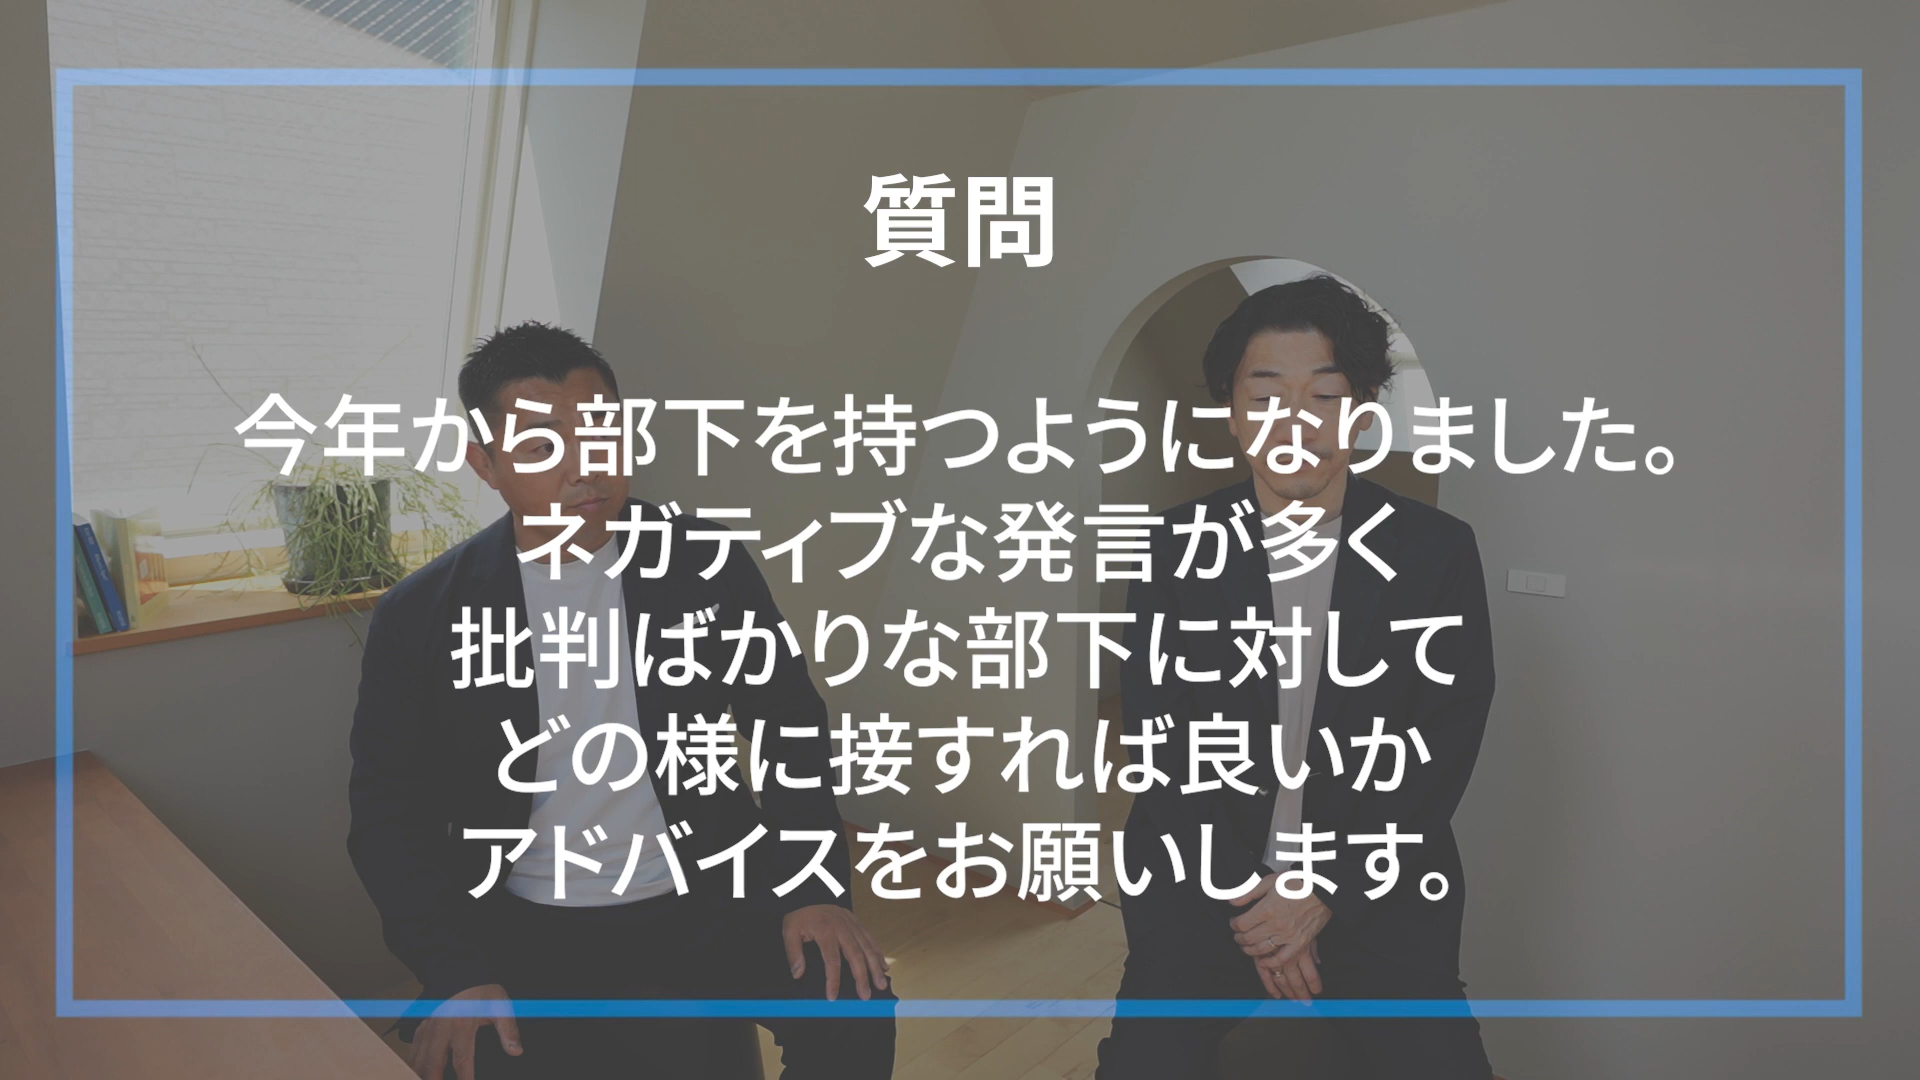 質問
今年から部下を持つようになりました。
ネガティブな発言が多く
批判ばかりな部下に対して
どの様に接すれば良いか
アドバイスをお願いします。